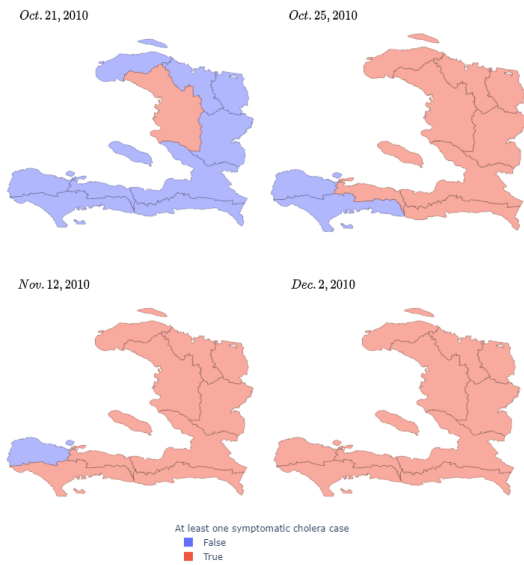 Oct. 21, 2010
Oct. 25, 2010
Nov. 12, 2010
Dec. 2, 2010
At least one symptomatic cholera case
False
True